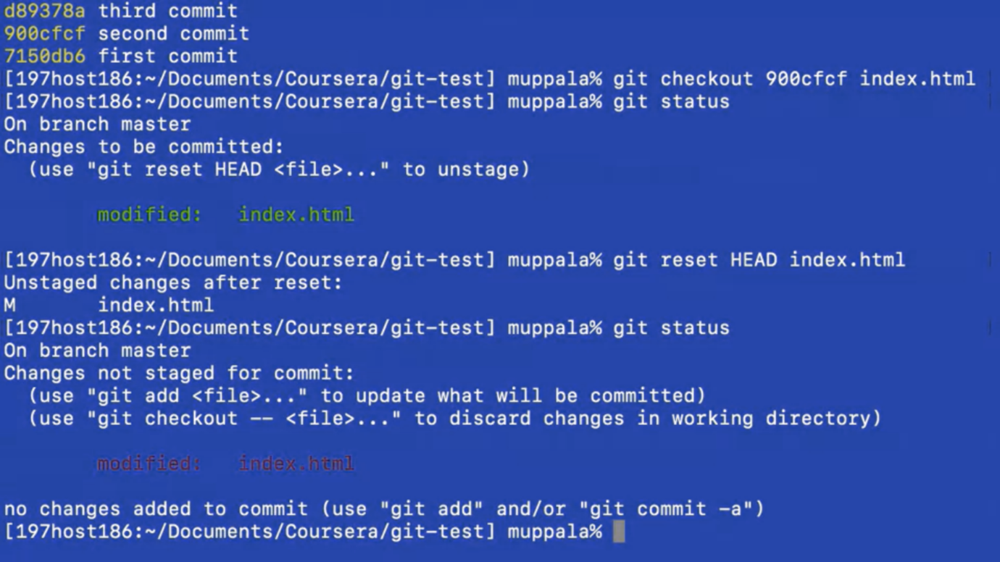 d89378a third commit
900cfcf second commit
7150db6 first commit
[197host186:~/Documents/Coursera/git-test] muppala% git checkout 900cfcf index.html
[197host186:~/Documents/Coursera/git-test] muppala% git status
On branch master
Changes to be committed:
  (use "git reset HEAD <file>..." to unstage)
        modified:   index.html
[197host186:~/Documents/Coursera/git-test] muppala% git reset HEAD index.html
Unstaged changes after reset:
M       index.html
[197host186:~/Documents/Coursera/git-test] muppala% git status
On branch master
Changes not staged for commit:
  (use "git add <file>..." to update what will be committed)
  (use "git checkout -- <file>..." to discard changes in working directory)
        modified:   index.html
no changes added to commit (use "git add" and/or "git commit -a")
[197host186:~/Documents/Coursera/git-test] muppala%